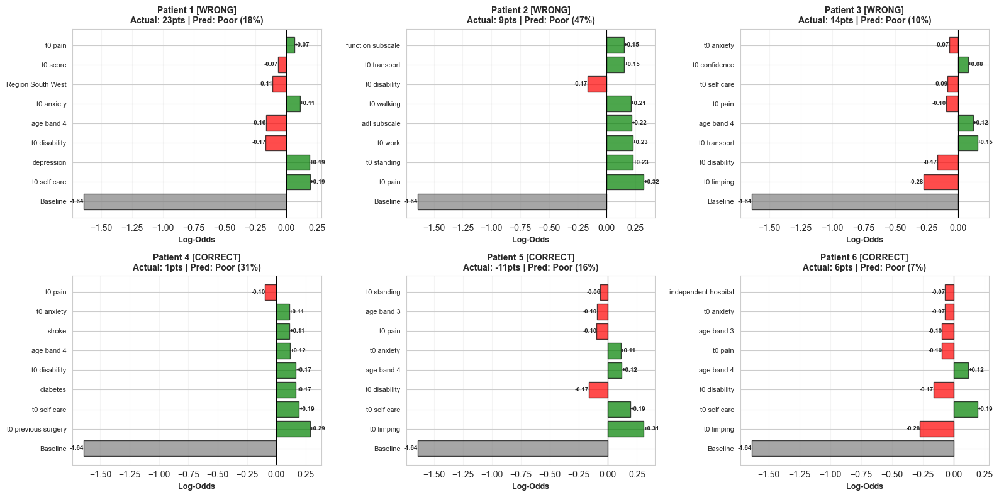 Patient 1 [WRONG]
Actual: 23pts | Pred: Poor (18%)
t0 pain
+0.07
t0 score
-0.07
Region South West
-0.11
t0 anxiety
+0.11
age band 4
-0.16
t0 disability
-0.17
depression
+0.19
t0 self care
+0.19
Baseline
-1.64
−1.50 −1.25 −1.00 −0.75 −0.50 −0.25 0.00 0.25
Log-Odds
Patient 2 [WRONG]
Actual: 9pts | Pred: Poor (47%)
function subscale
+0.15
t0 transport
+0.15
t0 disability
-0.17
t0 walking
+0.21
adl subscale
+0.22
t0 work
+0.23
t0 standing
+0.23
t0 pain
+0.32
Baseline
-1.64
−1.50 −1.25 −1.00 −0.75 −0.50 −0.25 0.00 0.25
Log-Odds
Patient 3 [WRONG]
Actual: 14pts | Pred: Poor (10%)
t0 anxiety
-0.07
t0 confidence
+0.08
t0 self care
-0.09
t0 pain
-0.10
age band 4
+0.12
t0 transport
+0.15
t0 disability
-0.17
t0 limping
-0.28
Baseline
-1.64
−1.50 −1.25 −1.00 −0.75 −0.50 −0.25 0.00
Log-Odds
Patient 4 [CORRECT]
Actual: 1pts | Pred: Poor (31%)
t0 pain
-0.10
t0 anxiety
+0.11
stroke
+0.11
age band 4
+0.12
t0 disability
+0.17
diabetes
+0.17
t0 self care
+0.19
t0 previous surgery
+0.29
Baseline
-1.64
−1.50 −1.25 −1.00 −0.75 −0.50 −0.25 0.00 0.25
Log-Odds
Patient 5 [CORRECT]
Actual: -11pts | Pred: Poor (16%)
t0 standing
-0.06
age band 3
-0.10
t0 pain
-0.10
t0 anxiety
+0.11
age band 4
+0.12
t0 disability
-0.17
t0 self care
+0.19
t0 limping
+0.31
Baseline
-1.64
−1.50 −1.25 −1.00 −0.75 −0.50 −0.25 0.00 0.25
Log-Odds
Patient 6 [CORRECT]
Actual: 6pts | Pred: Poor (7%)
independent hospital
-0.07
t0 anxiety
-0.07
age band 3
-0.10
t0 pain
-0.10
age band 4
+0.12
t0 disability
-0.17
t0 self care
+0.19
t0 limping
-0.28
Baseline
-1.64
−1.50 −1.25 −1.00 −0.75 −0.50 −0.25 0.00 0.25
Log-Odds